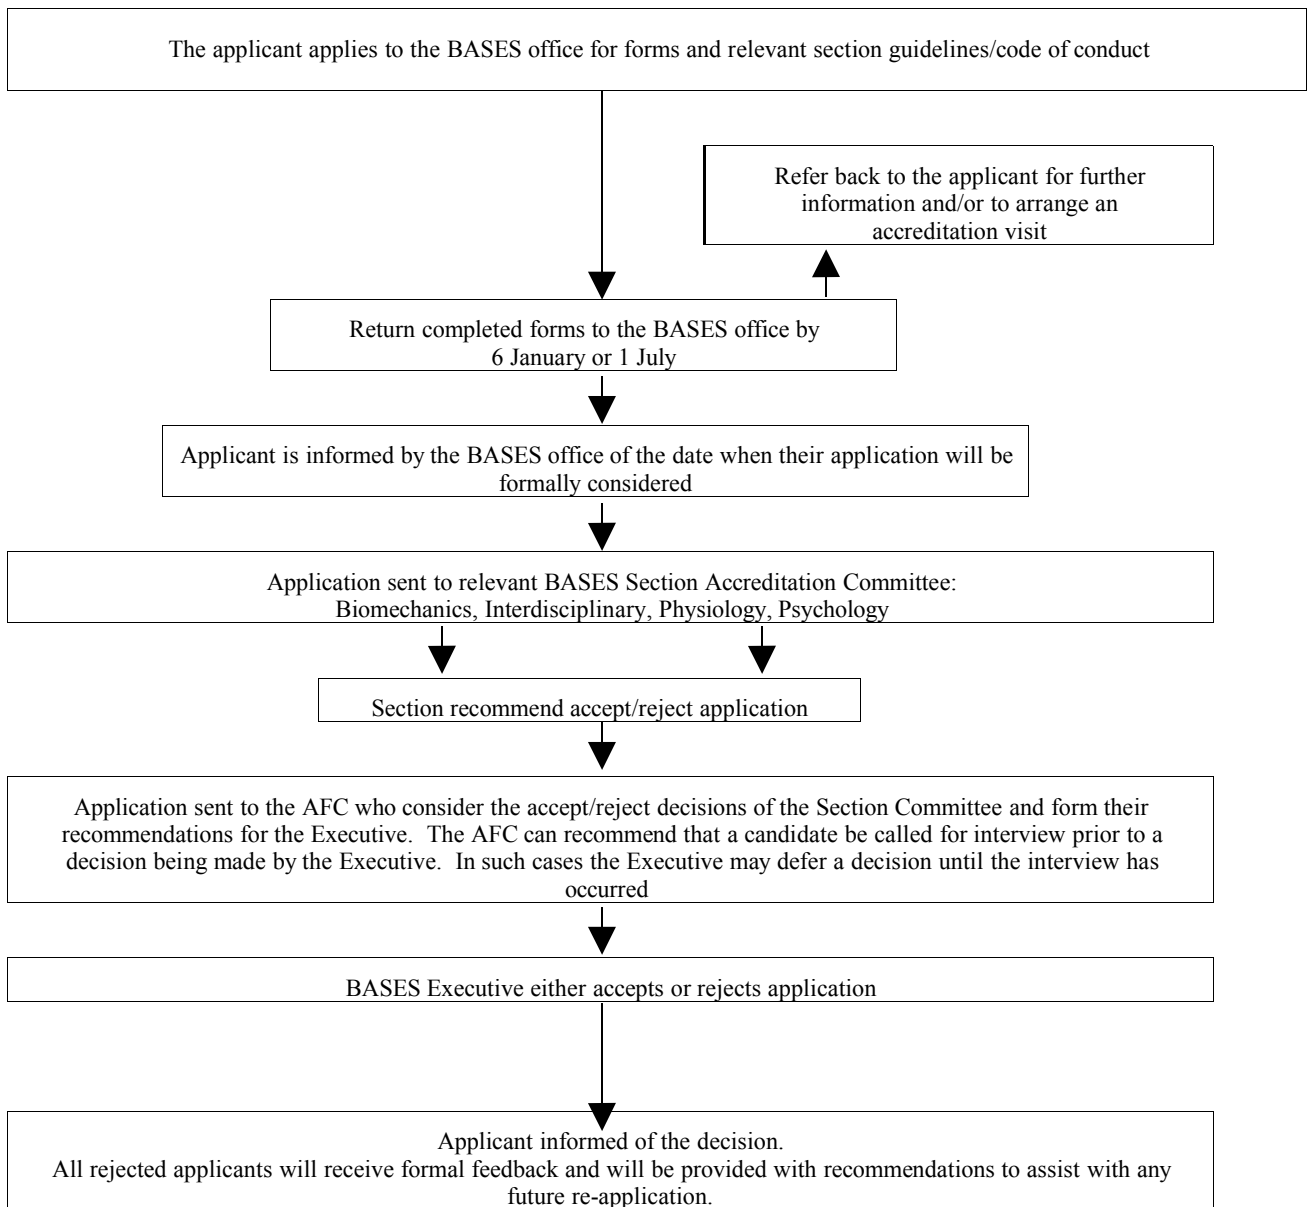 The applicant applies to the BASES office for forms and relevant section guidelines/code of conduct
Refer back to the applicant for further
information and/or to arrange an
accreditation visit
Return completed forms to the BASES office by
6 January or 1 July
Applicant is informed by the BASES office of the date when their application will be
formally considered
Application sent to relevant BASES Section Accreditation Committee:
Biomechanics, Interdisciplinary, Physiology, Psychology
Section recommend accept/reject application
Application sent to the AFC who consider the accept/reject decisions of the Section Committee and form their
recommendations for the Executive.  The AFC can recommend that a candidate be called for interview prior to a
decision being made by the Executive.  In such cases the Executive may defer a decision until the interview has
occurred
BASES Executive either accepts or rejects application
Applicant informed of the decision.
All rejected applicants will receive formal feedback and will be provided with recommendations to assist with any
future re-application.